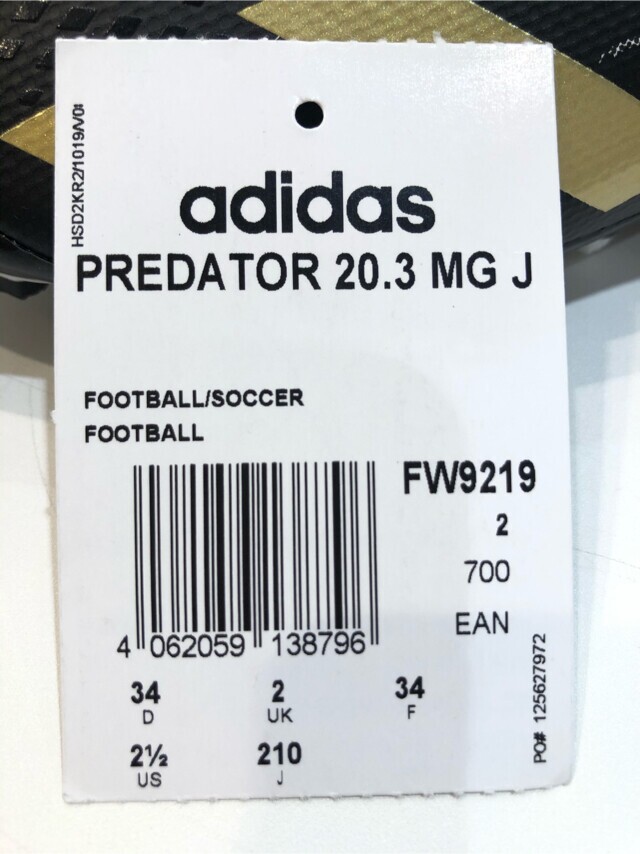 HSD2KR2/1019/V0I
adidas
PREDATOR 20.3 MG J
FOOTBALL/SOCCER
FOOTBALL
FW9219
2
700
EAN
4 062059 138796
34 2 34
D UK F
2½ 210
US J
PO# 125627972